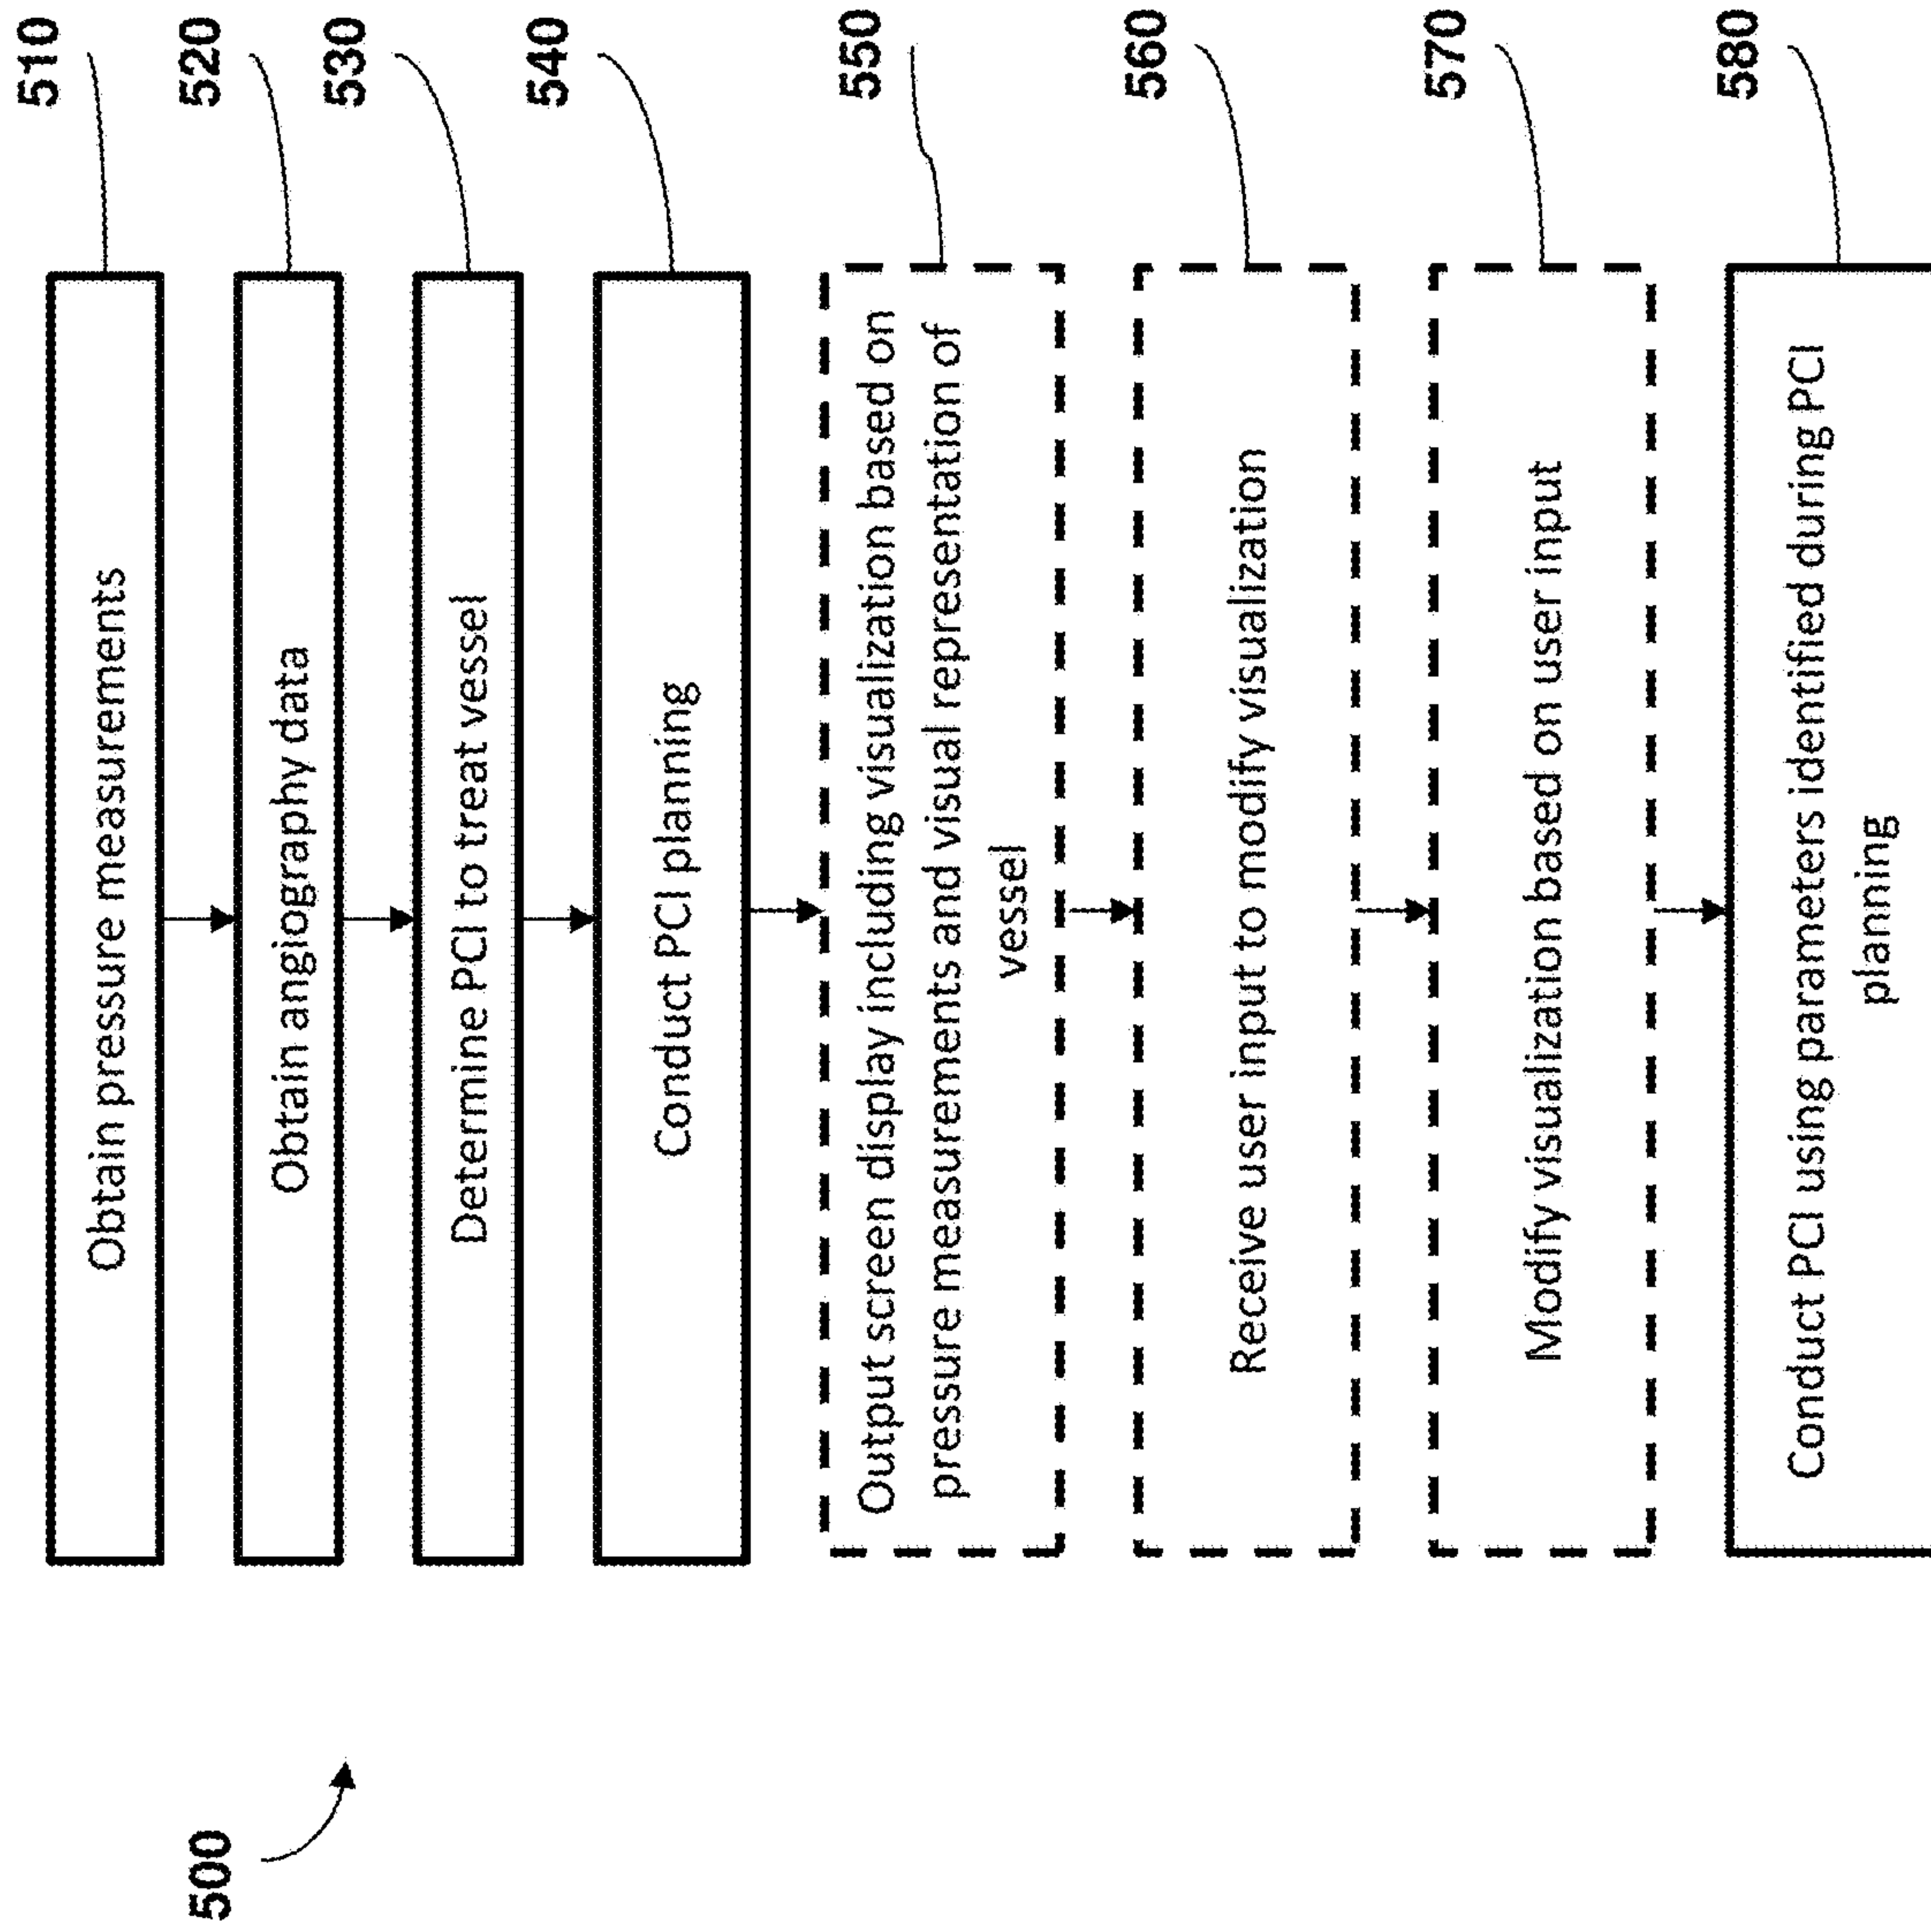 500
510
Obtain pressure measurements
520
Obtain angiography data
530
Determine PCI to treat vessel
540
Conduct PCI planning
550
Output screen display including visualization based on
pressure measurements and visual representation of
vessel
560
Receive user input to modify visualization
570
Modify visualization based on user input
580
Conduct PCI using parameters identified during PCI
planning